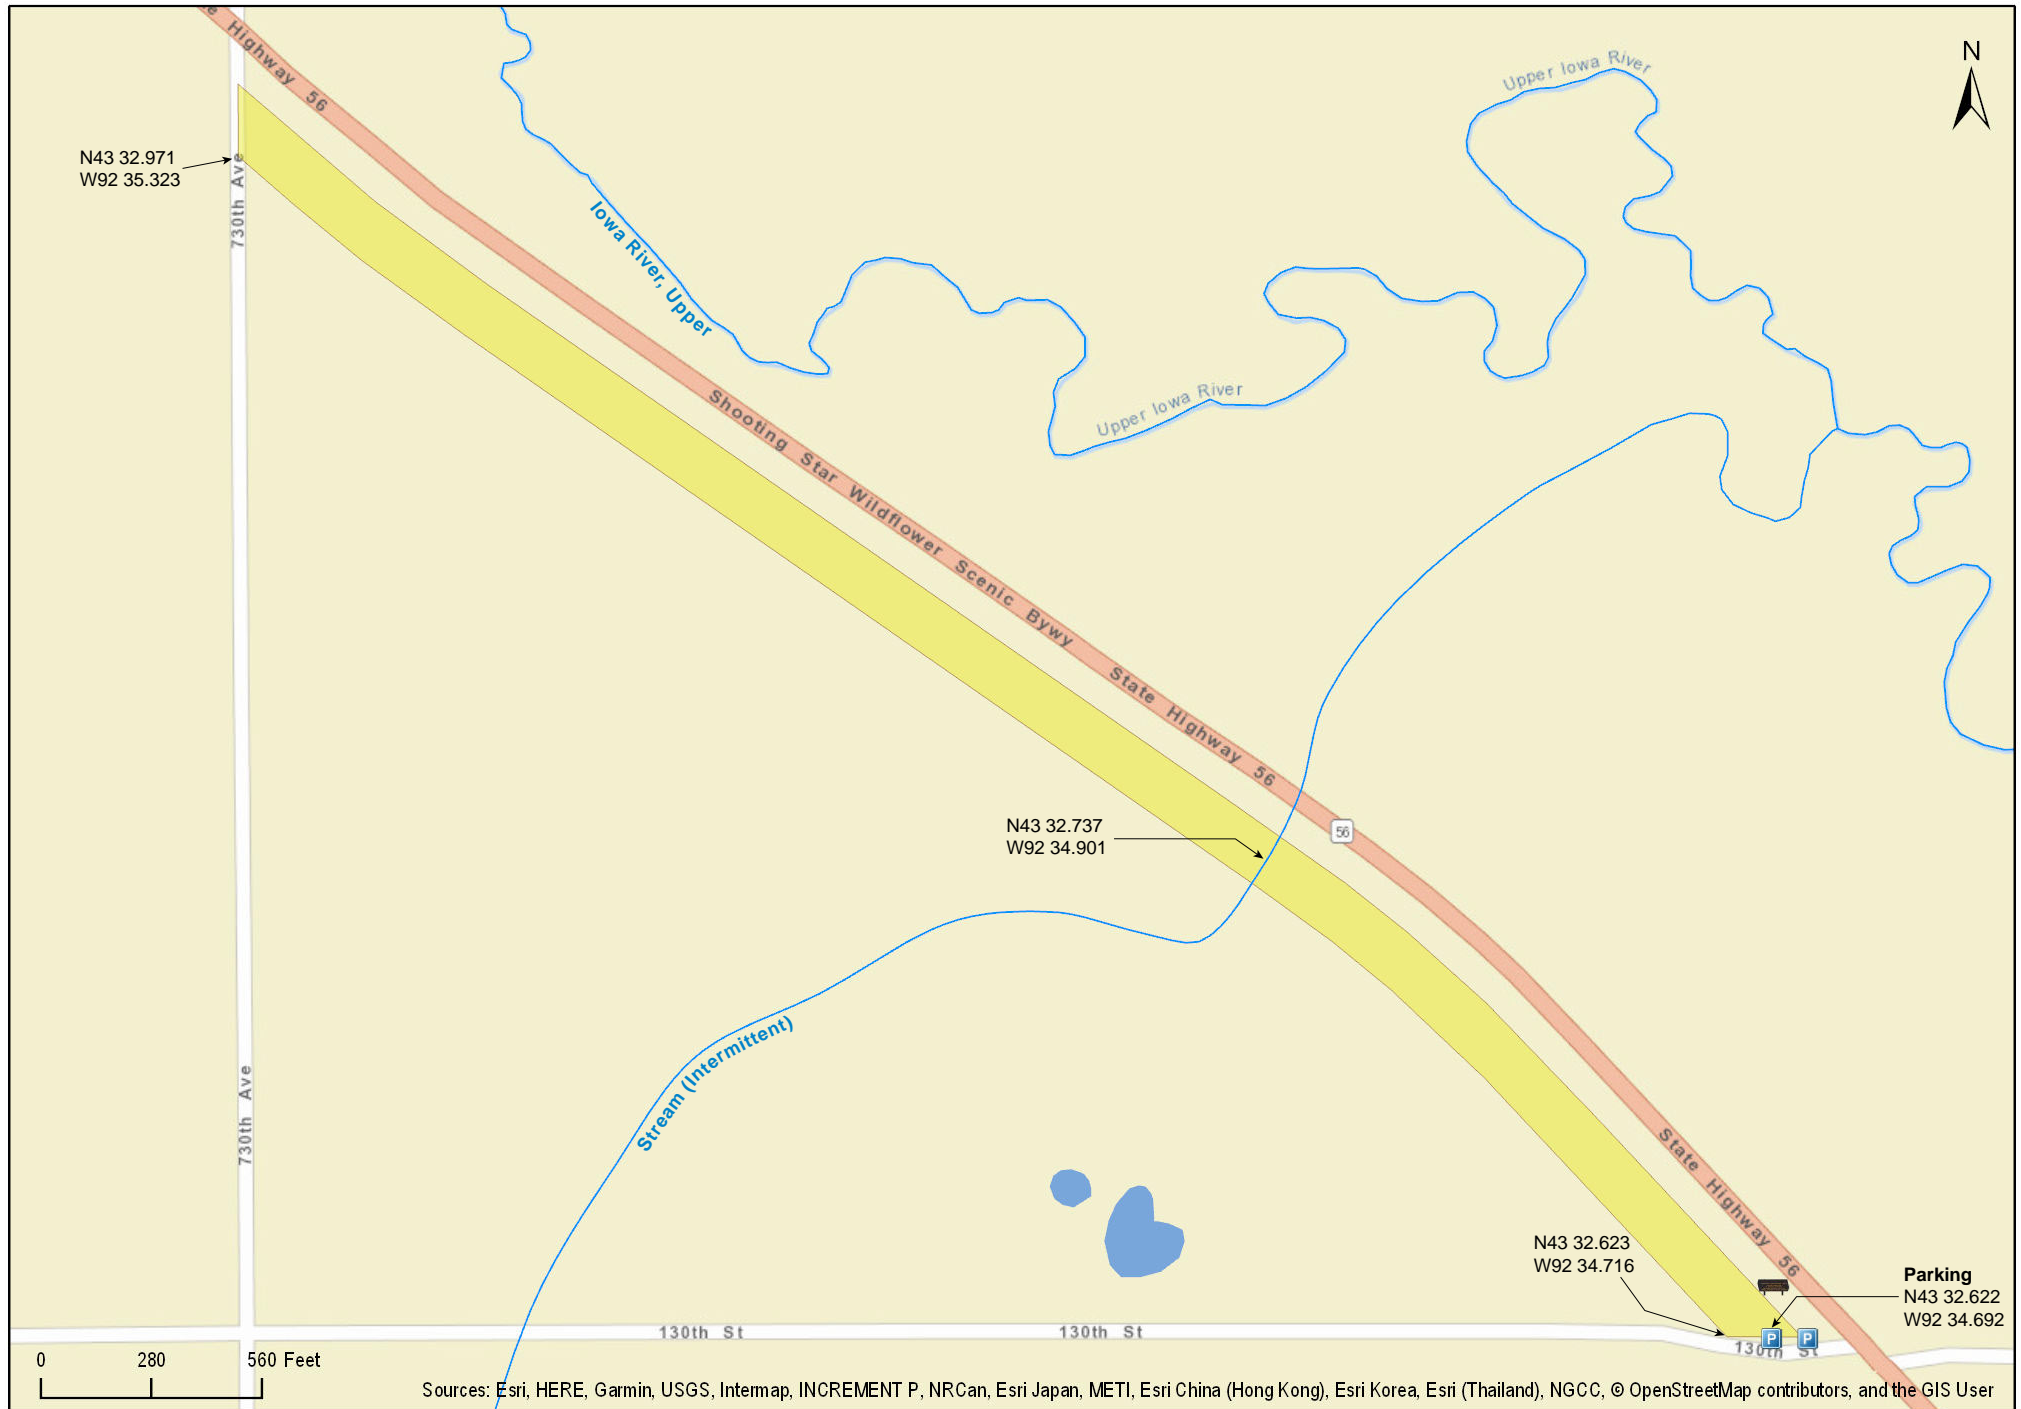 e Highway 56
N
Upper Iowa River
N43 32.971
W92 35.323
730th Ave
Iowa River, Upper
Upper Iowa River
Shooting Star Wildflower Scenic Bywy State Highway 56
N43 32.737
W92 34.901
56
Stream (Intermittent)
730th Ave
State Highway 56
N43 32.623
W92 34.716
Parking
N43 32.622
W92 34.692
P P
130th St
130th St
130th St
0 280 560 Feet
Sources: Esri, HERE, Garmin, USGS, Intermap, INCREMENT P, NRCan, Esri Japan, METI, Esri China (Hong Kong), Esri Korea, Esri (Thailand), NGCC, © OpenStreetMap contributors, and the GIS User